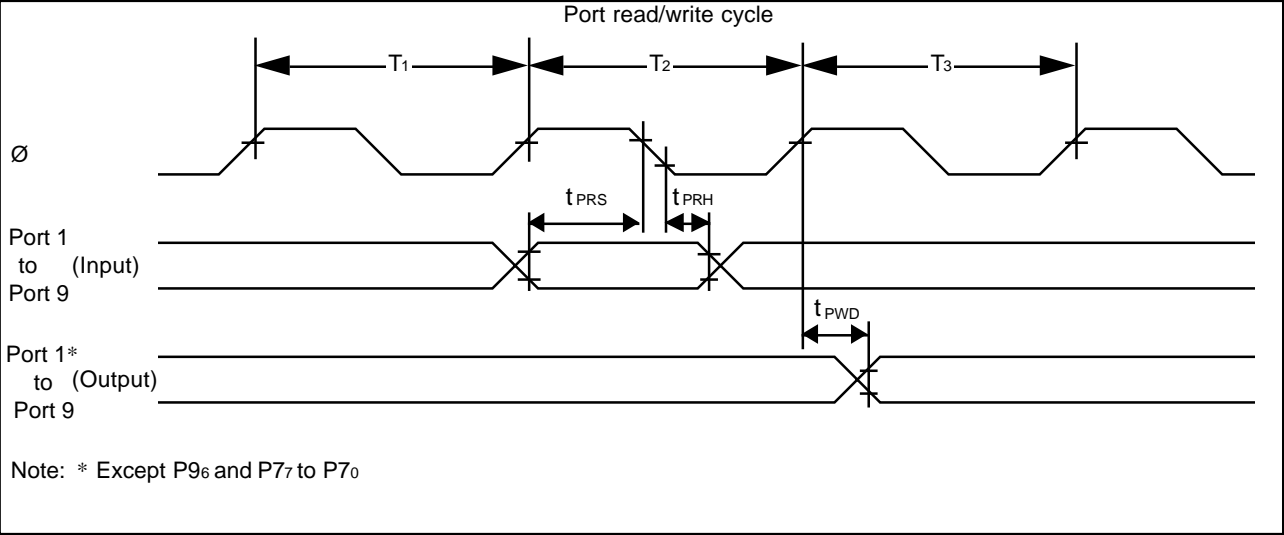 Port read/write cycle
T1 T2 T3
Ø
tPRS tPRH
Port 1
to (Input)
Port 9
tPWD
Port 1*
to (Output)
Port 9
Note: * Except P96 and P77 to P70